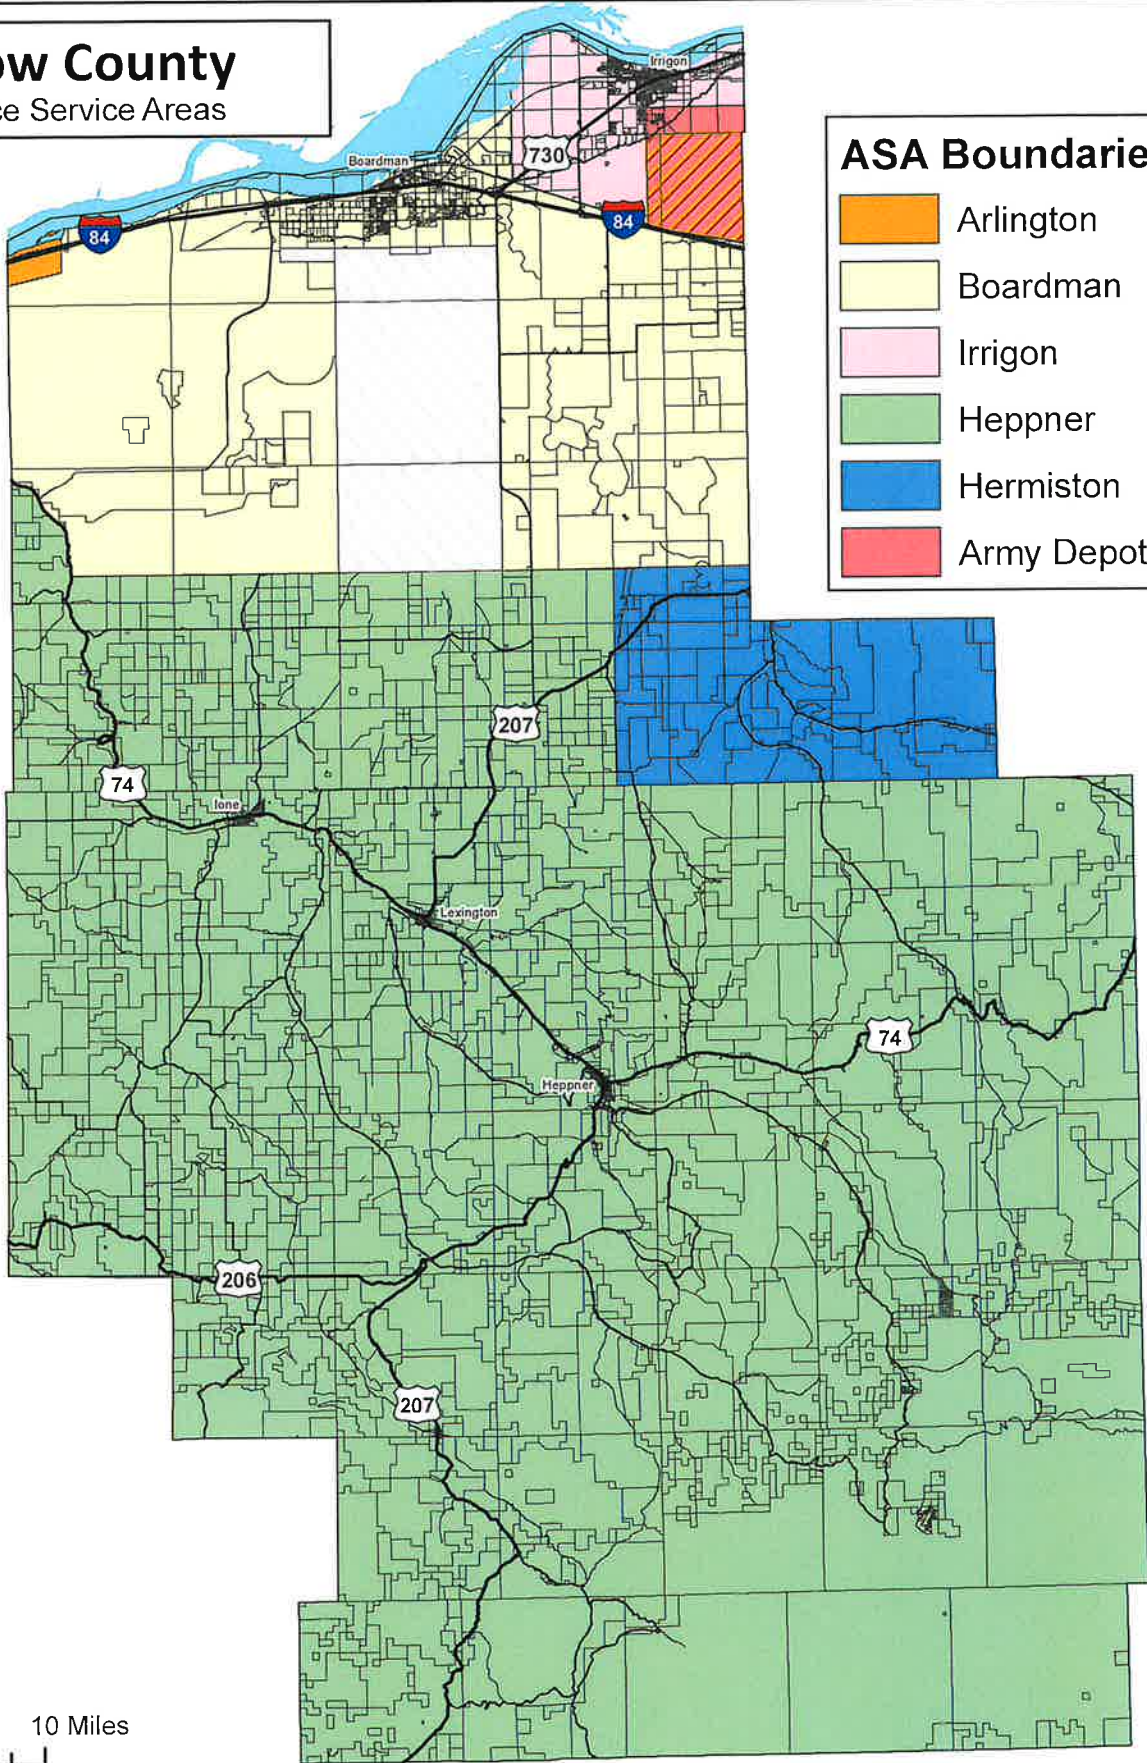 ow County
ce Service Areas
Irrigon
730
Boardman
84
84
ASA Boundarie
Arlington
Boardman
Irrigon
Heppner
Hermiston
Army Depot
207
74
Ione
Lexington
74
Heppner
206
207
10 Miles